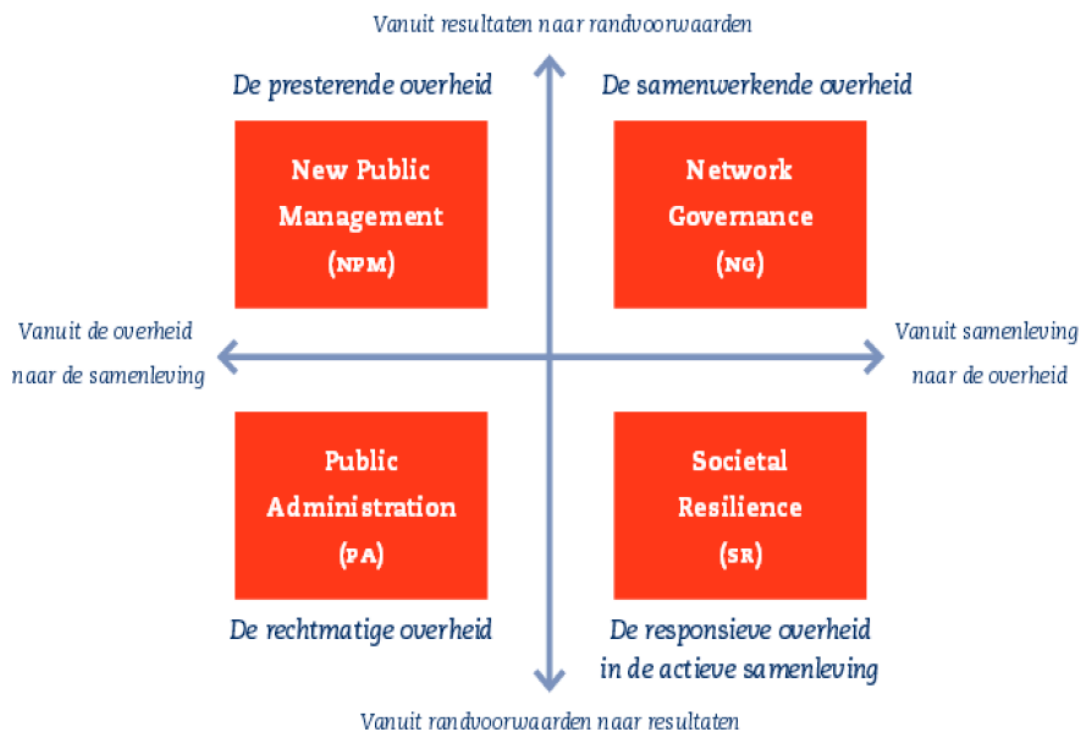 Vanuit resultaten naar randvoorwaarden
De presterende overheid
De samenwerkende overheid
New Public
Management
(NPM)
Network
Governance
(NG)
Vanuit de overheid
naar de samenleving
Vanuit samenleving
naar de overheid
Public
Administration
(PA)
Societal
Resilience
(SR)
De rechtmatige overheid
De responsieve overheid
in de actieve samenleving
Vanuit randvoorwaarden naar resultaten